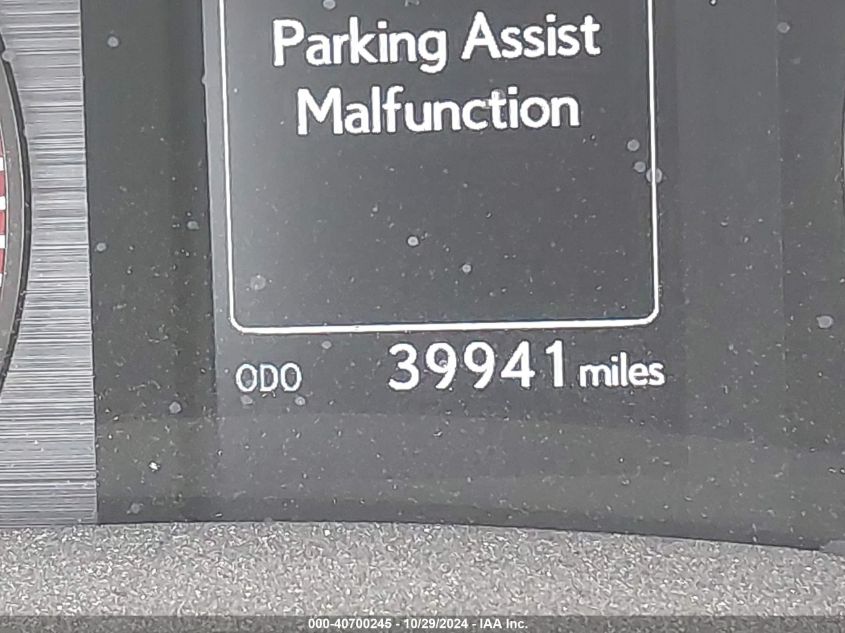 Parking Assist
Malfunction
ODO 39941 miles
000-40700245 - 10/29/2024 - IAA Inc.